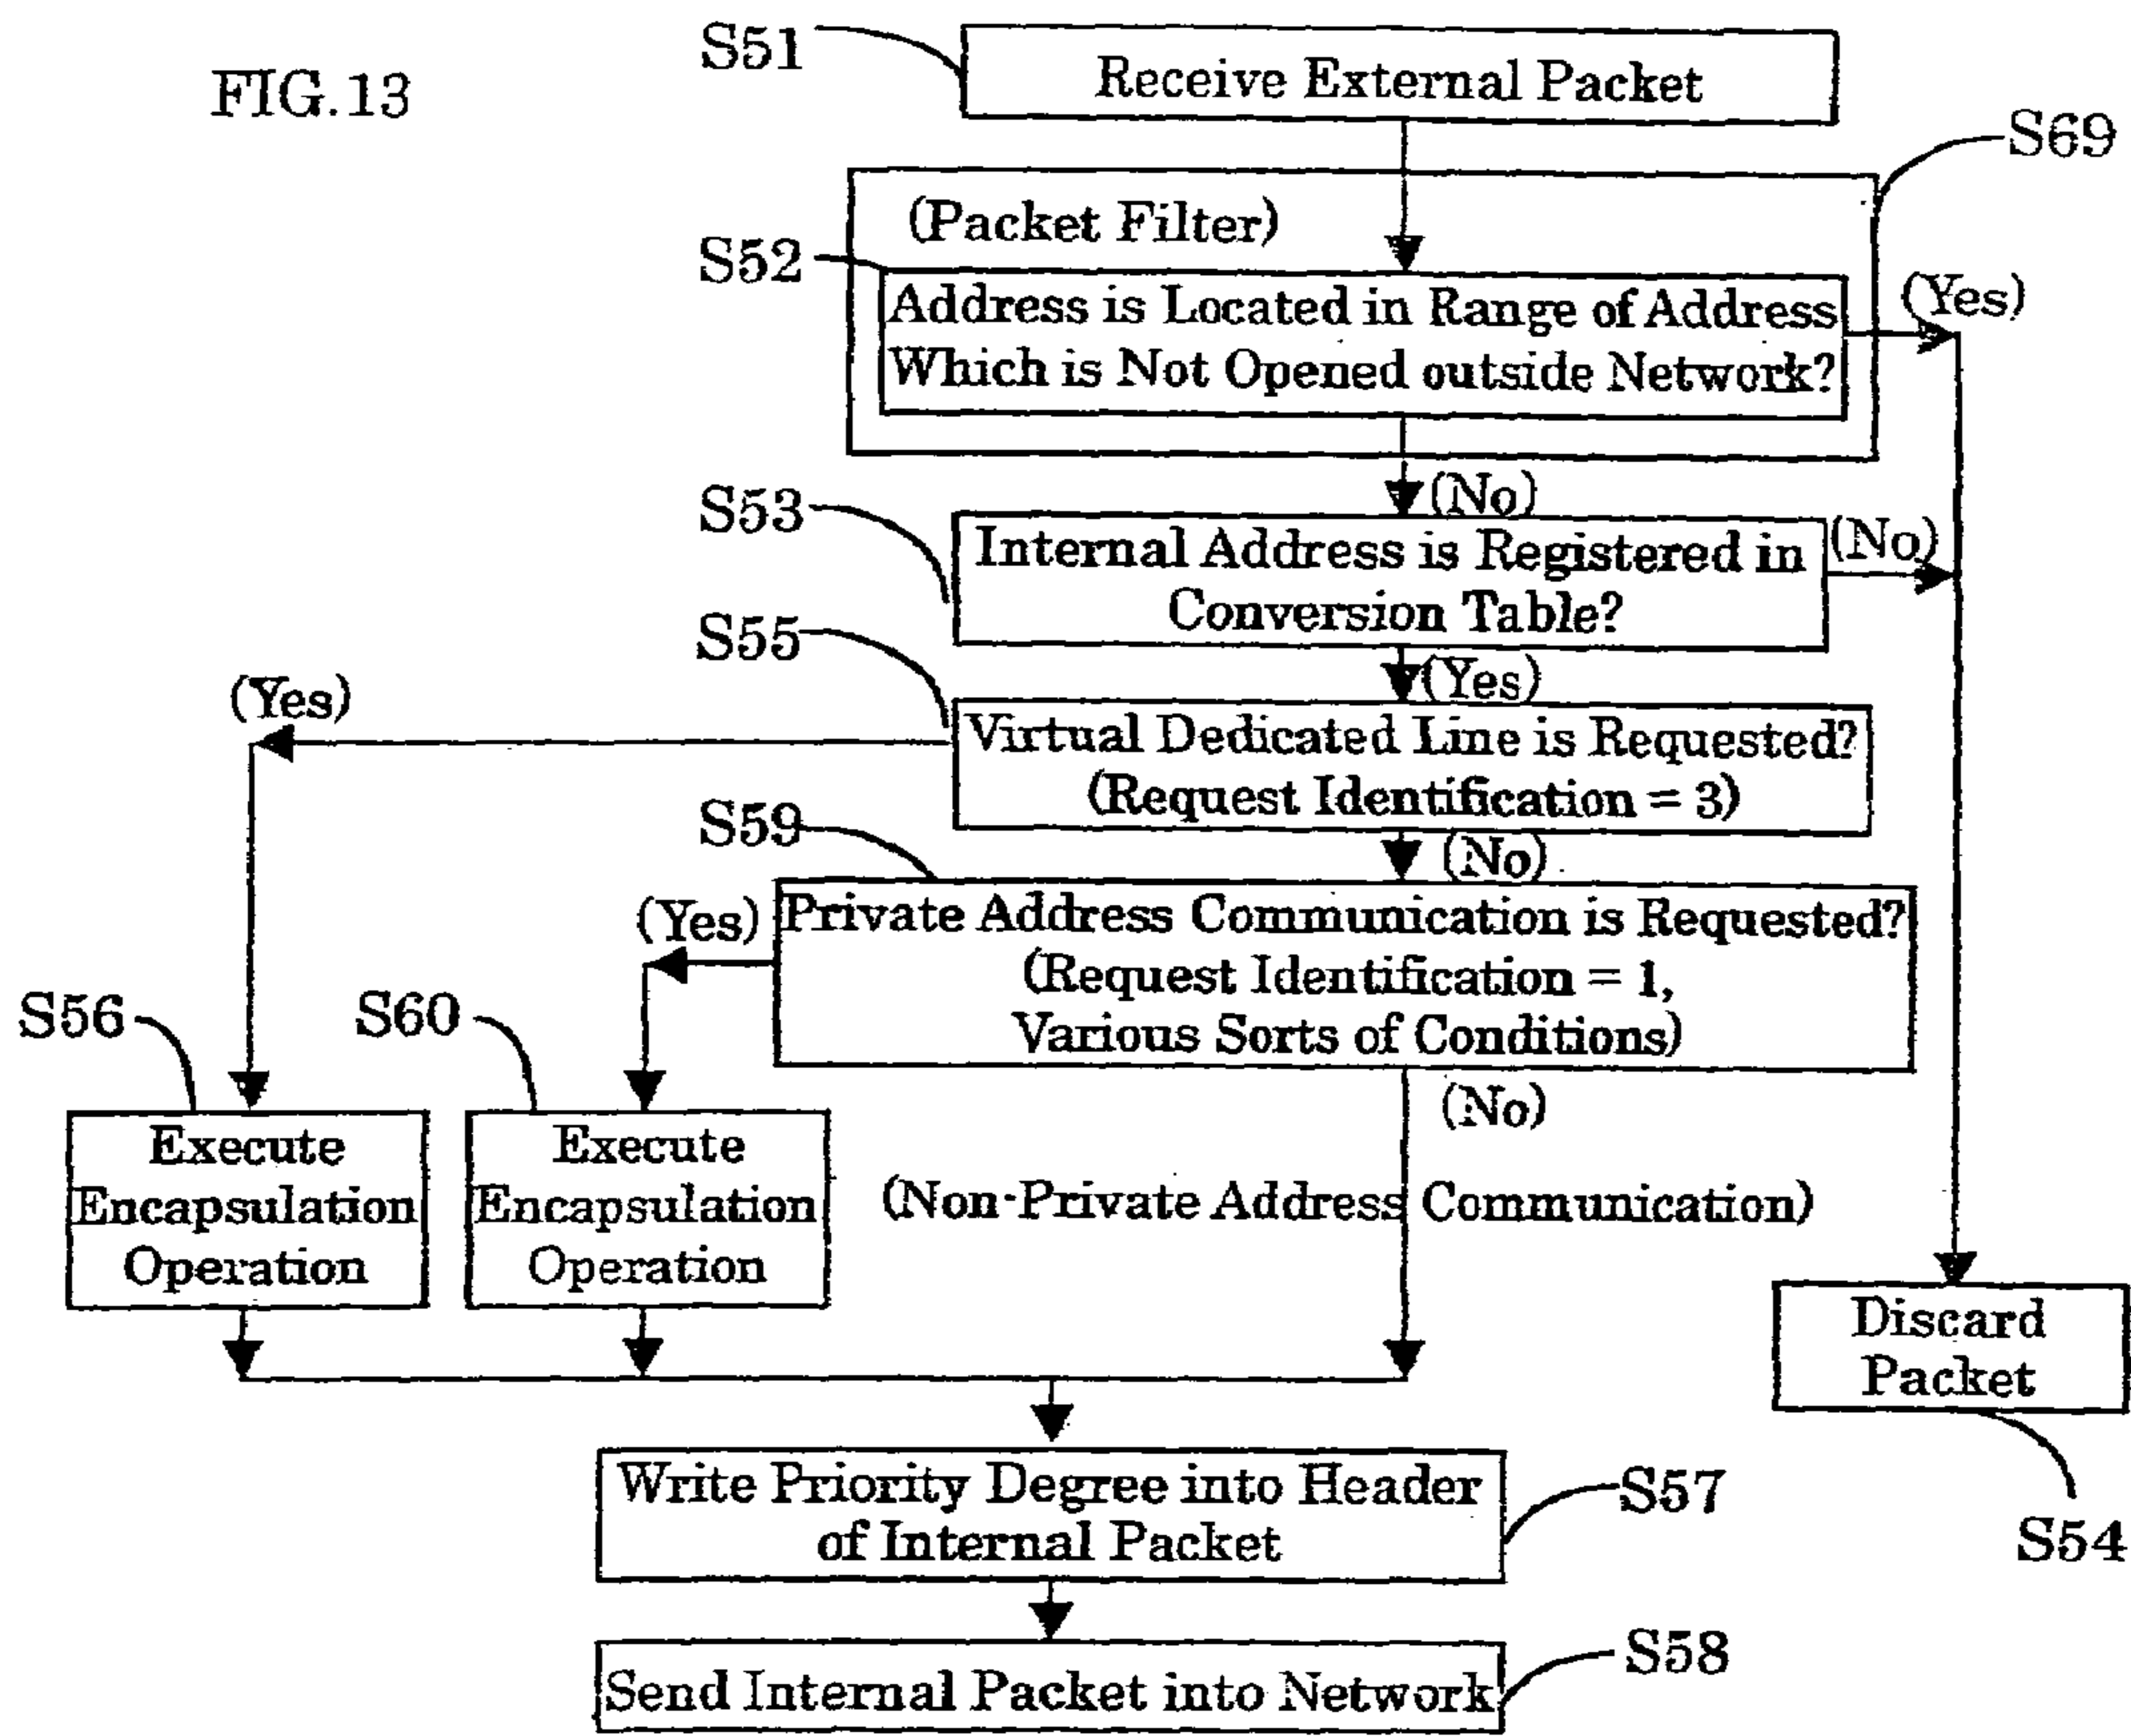 FIG.13
S51
Receive External Packet
S69
(Packet Filter)
S52
Address is Located in Range of Address
Which is Not Opened outside Network?
(Yes)
(No)
S53
Internal Address is Registered in
Conversion Table?
(No)
S55
(Yes)
(Yes)
Virtual Dedicated Line is Requested?
(Request Identification = 3)
S59
(No)
(Yes)
Private Address Communication is Requested?
(Request Identification = 1,
Various Sorts of Conditions)
S56
S60
(No)
Execute
Encapsulation
Operation
Execute
Encapsulation
Operation
(Non-Private Address Communication)
Discard
Packet
S54
Write Priority Degree into Header
of Internal Packet
S57
Send Internal Packet into Network
S58